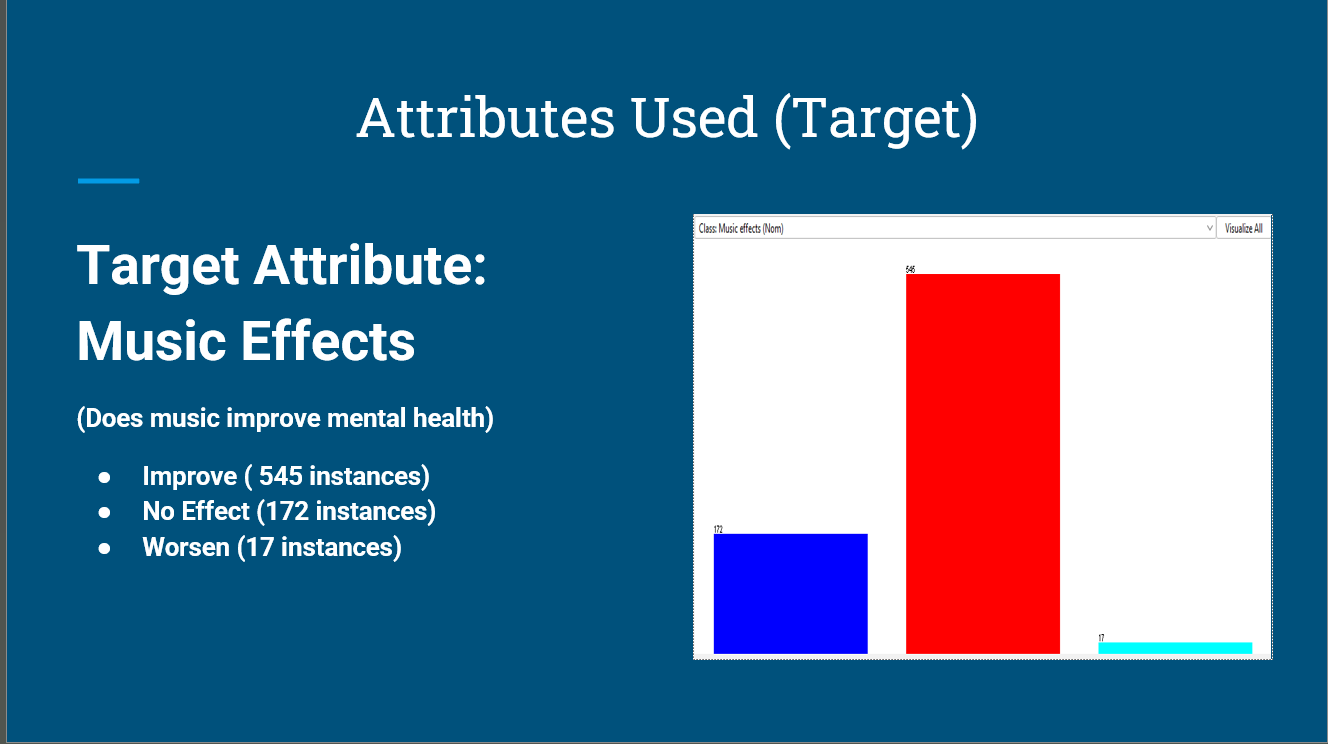 Attributes Used (Target)
Target Attribute:
Music Effects
(Does music improve mental health)
● Improve ( 545 instances)
● No Effect (172 instances)
● Worsen (17 instances)
Class: Music effects (Nom)
Visualize All
545
172
17